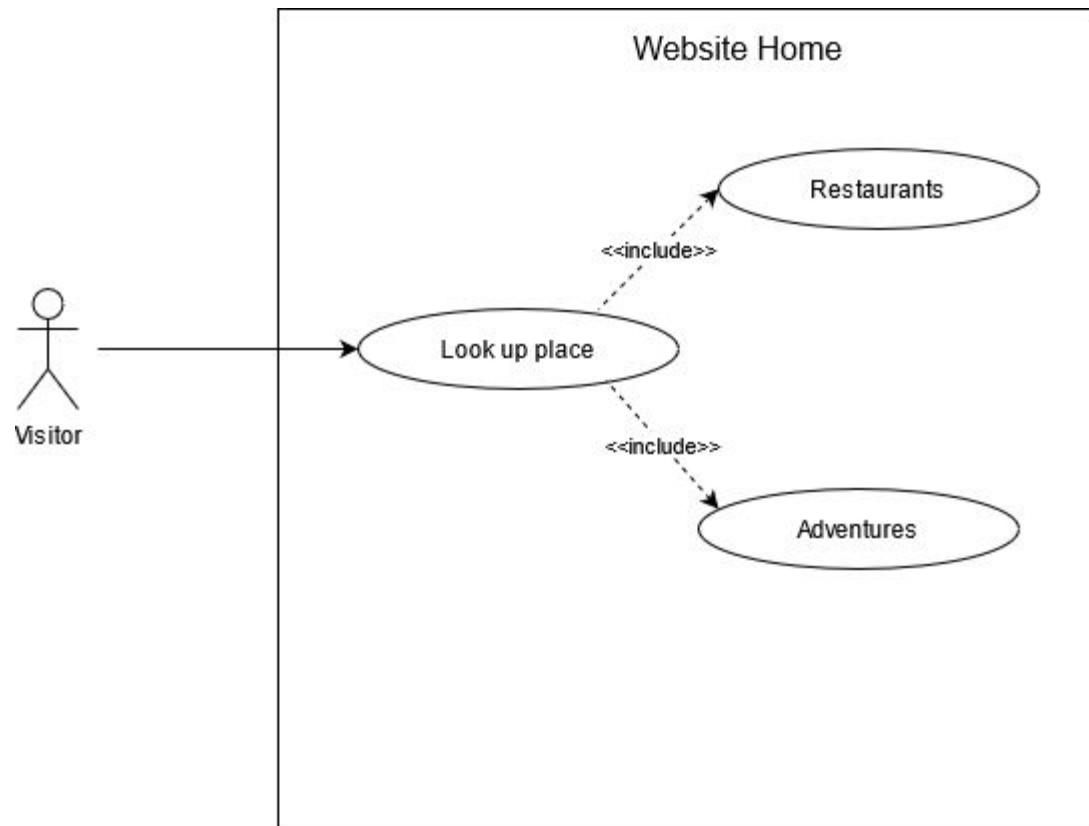 Website Home
Restaurants
<<include>>
Look up place
Visitor
<<include>>
Adventures